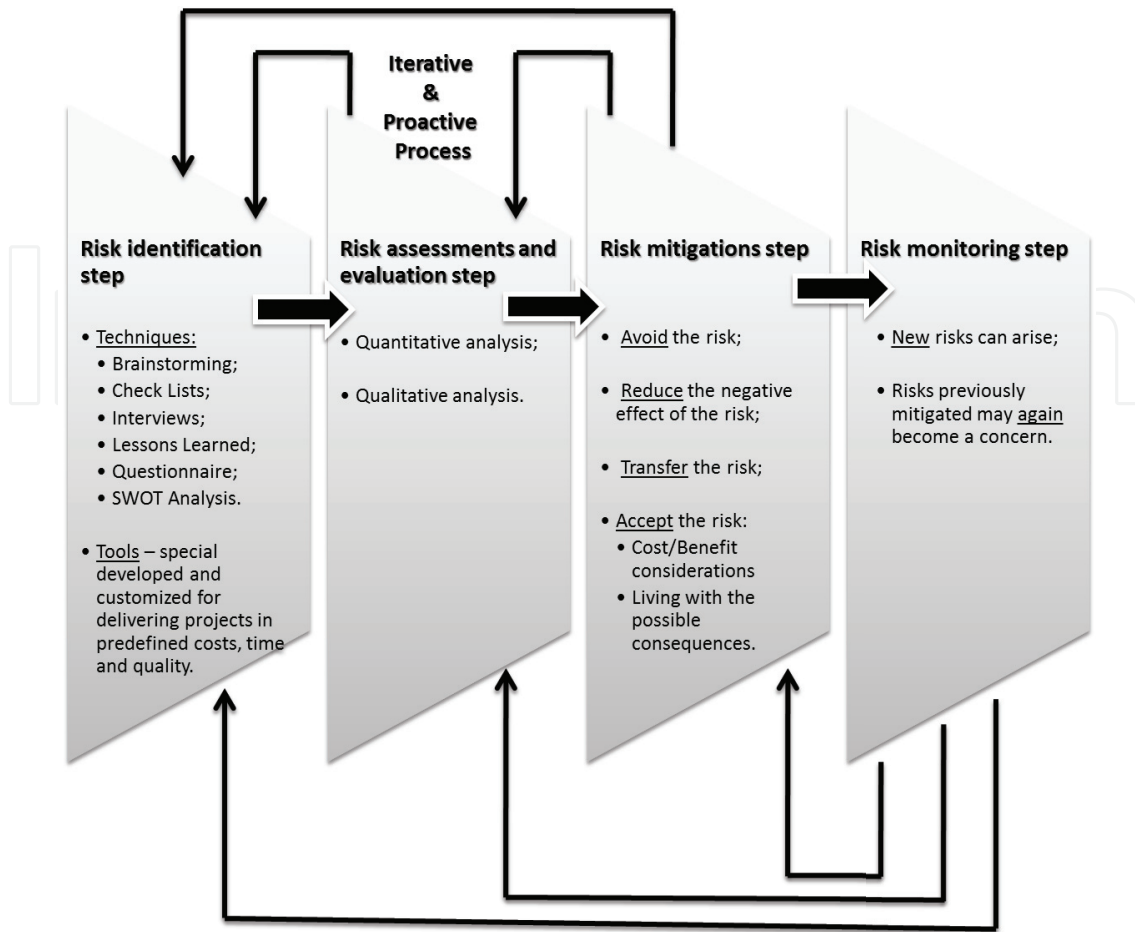 Iterative
&
Proactive
Process
Risk identification
step
• Techniques:
• Brainstorming;
• Check Lists;
• Interviews;
• Lessons Learned;
• Questionnaire;
• SWOT Analysis.
• Tools – special
developed and
customized for
delivering projects in
predefined costs, time
and quality.
Risk assessments and
evaluation step
• Quantitative analysis;
• Qualitative analysis.
Risk mitigations step
• Avoid the risk;
• Reduce the negative
effect of the risk;
• Transfer the risk;
• Accept the risk:
• Cost/Benefit
considerations
• Living with the
possible
consequences.
Risk monitoring step
• New risks can arise;
• Risks previously
mitigated may again
become a concern.